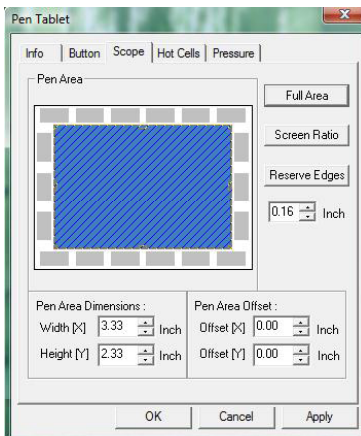 Pen Tablet
Info Button Scope Hot Cells Pressure
Pen Area
Full Area
Screen Ratio
Reserve Edges
0.16 Inch
Pen Area Dimensions :
Width [X] 3.33 Inch
Height [Y] 2.33 Inch
Pen Area Offset :
Offset [X] 0.00 Inch
Offset [Y] 0.00 Inch
OK Cancel Apply